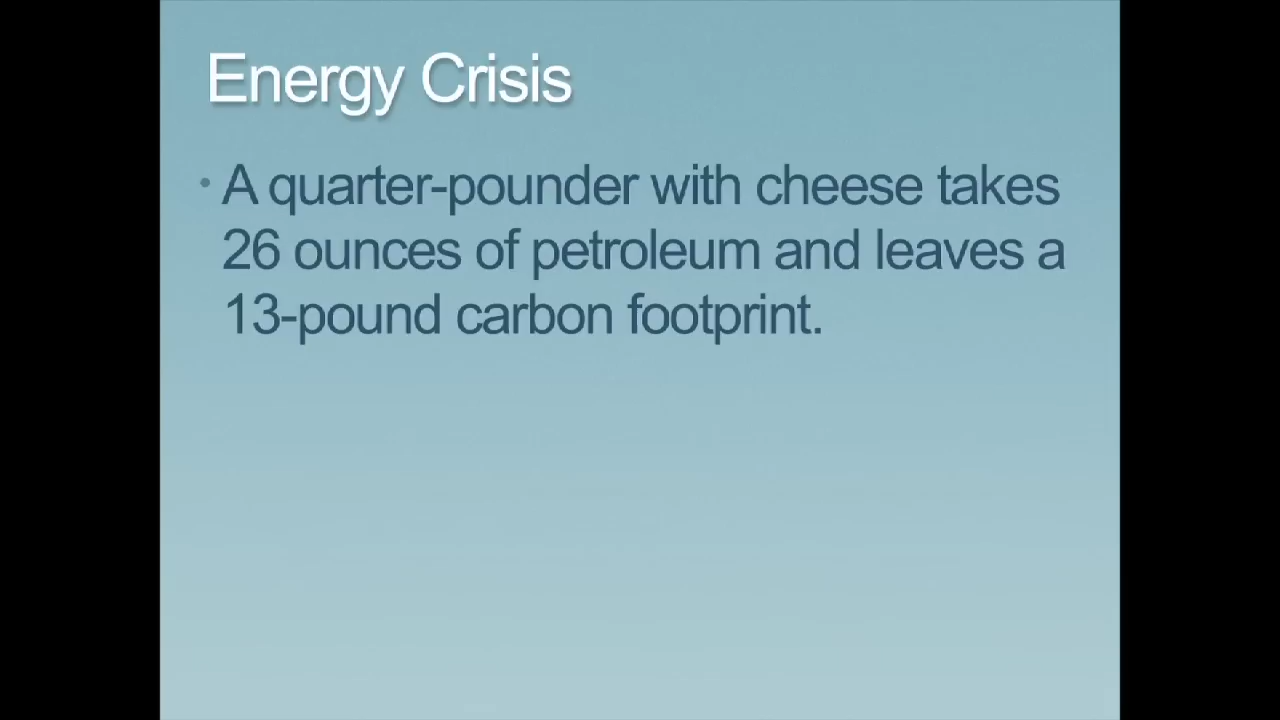 Energy Crisis
• A quarter-pounder with cheese takes
26 ounces of petroleum and leaves a
13-pound carbon footprint.